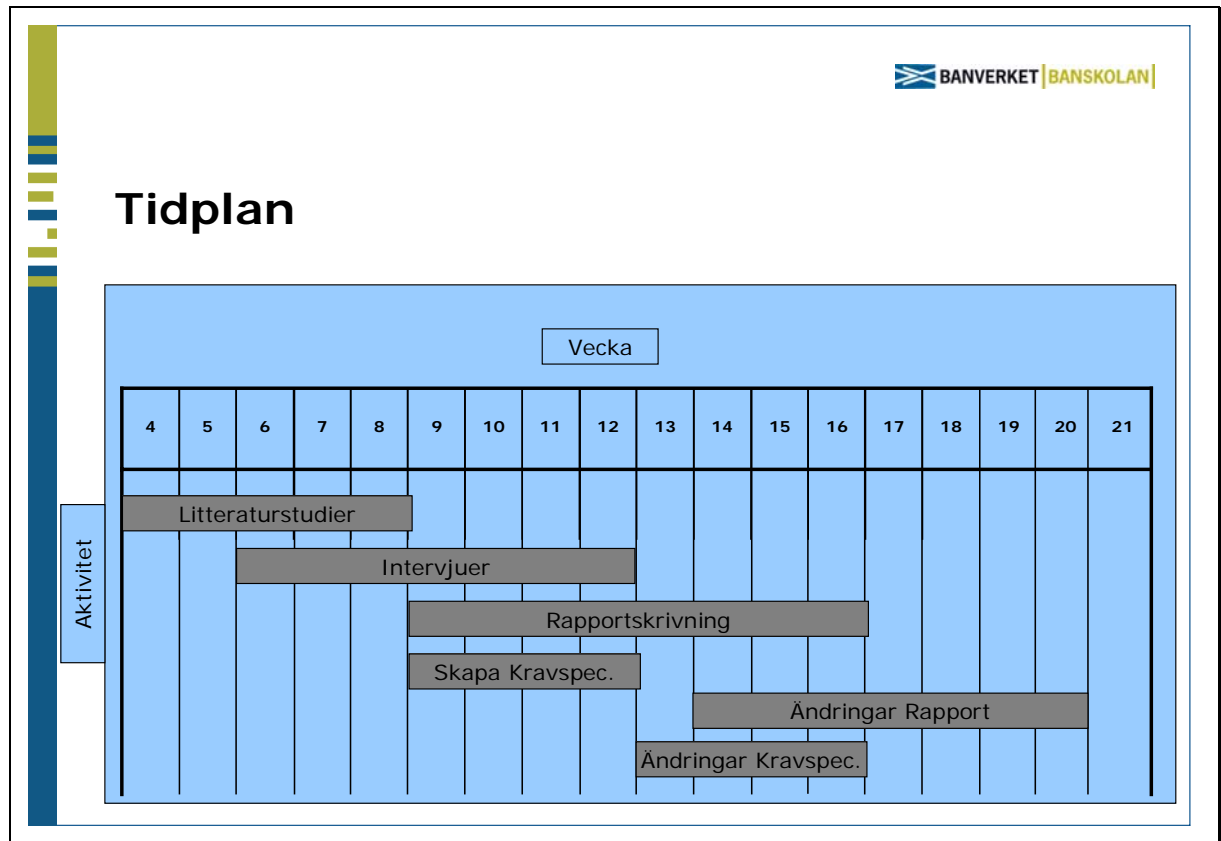 BANVERKET BANSKOLAN
Tidplan
Vecka
4 5 6 7 8 9 10 11 12 13 14 15 16 17 18 19 20 21
Aktivitet
Litteraturstudier
Intervjuer
Rapportskrivning
Skapa Kravspec.
Ändringar Rapport
Ändringar Kravspec.